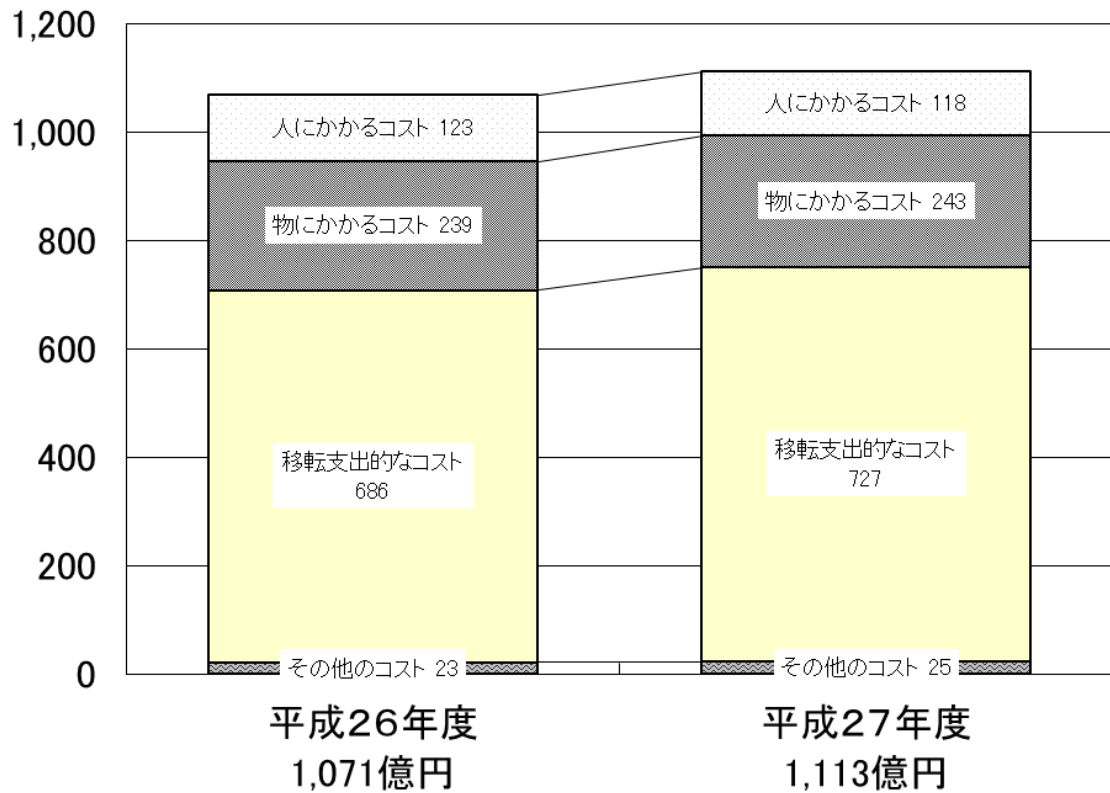 1,200
1,000
800
600
400
200
0
人にかかるコスト 123
物にかかるコスト 239
移転支出的なコスト
686
その他のコスト 23
人にかかるコスト 118
物にかかるコスト 243
移転支出的なコスト
727
その他のコスト 25
平成26年度
1,071億円
平成27年度
1,113億円